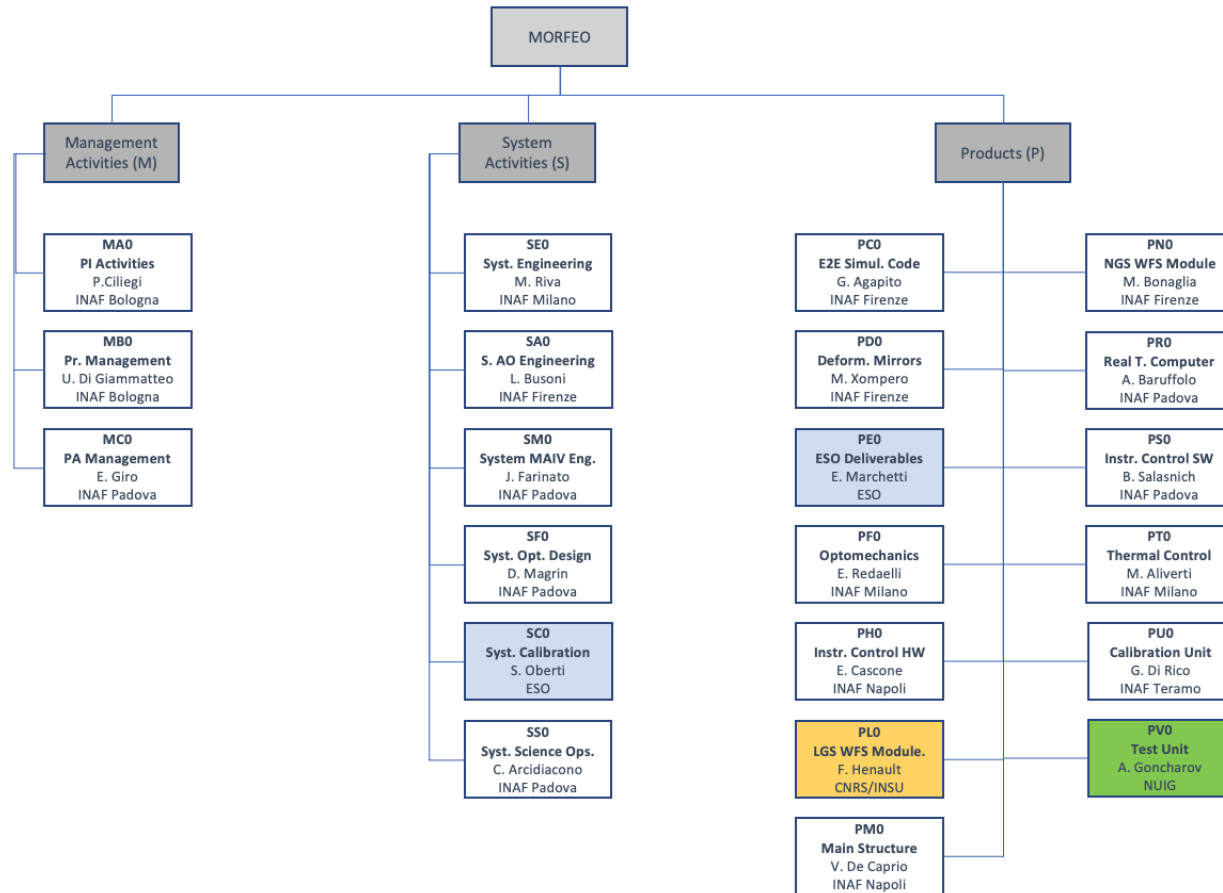 MORFEO
Management
Activities (M)
System
Activities (S)
Products (P)
MA0
PI Activities
P.Ciliegi
INAF Bologna
MB0
Pr. Management
U. Di Giammatteo
INAF Bologna
MC0
PA Management
E. Giro
INAF Padova
SE0
Syst. Engineering
M. Riva
INAF Milano
SA0
S. AO Engineering
L. Busoni
INAF Firenze
SM0
System MAIV Eng.
J. Farinato
INAF Padova
SF0
Syst. Opt. Design
D. Magrin
INAF Padova
SC0
Syst. Calibration
S. Oberti
ESO
SS0
Syst. Science Ops.
C. Arcidiacono
INAF Padova
PC0
E2E Simul. Code
G. Agapito
INAF Firenze
PD0
Deform. Mirrors
M. Xompero
INAF Firenze
PE0
ESO Deliverables
E. Marchetti
ESO
PF0
Optomechanics
E. Redaelli
INAF Milano
PH0
Instr. Control HW
E. Cascone
INAF Napoli
PL0
LGS WFS Module.
F. Henault
CNRS/INSU
PM0
Main Structure
V. De Caprio
INAF Napoli
PN0
NGS WFS Module
M. Bonaglia
INAF Firenze
PR0
Real T. Computer
A. Baruffolo
INAF Padova
PS0
Instr. Control SW
B. Salasnich
INAF Padova
PT0
Thermal Control
M. Aliverti
INAF Milano
PU0
Calibration Unit
G. Di Rico
INAF Teramo
PV0
Test Unit
A. Goncharov
NUIG